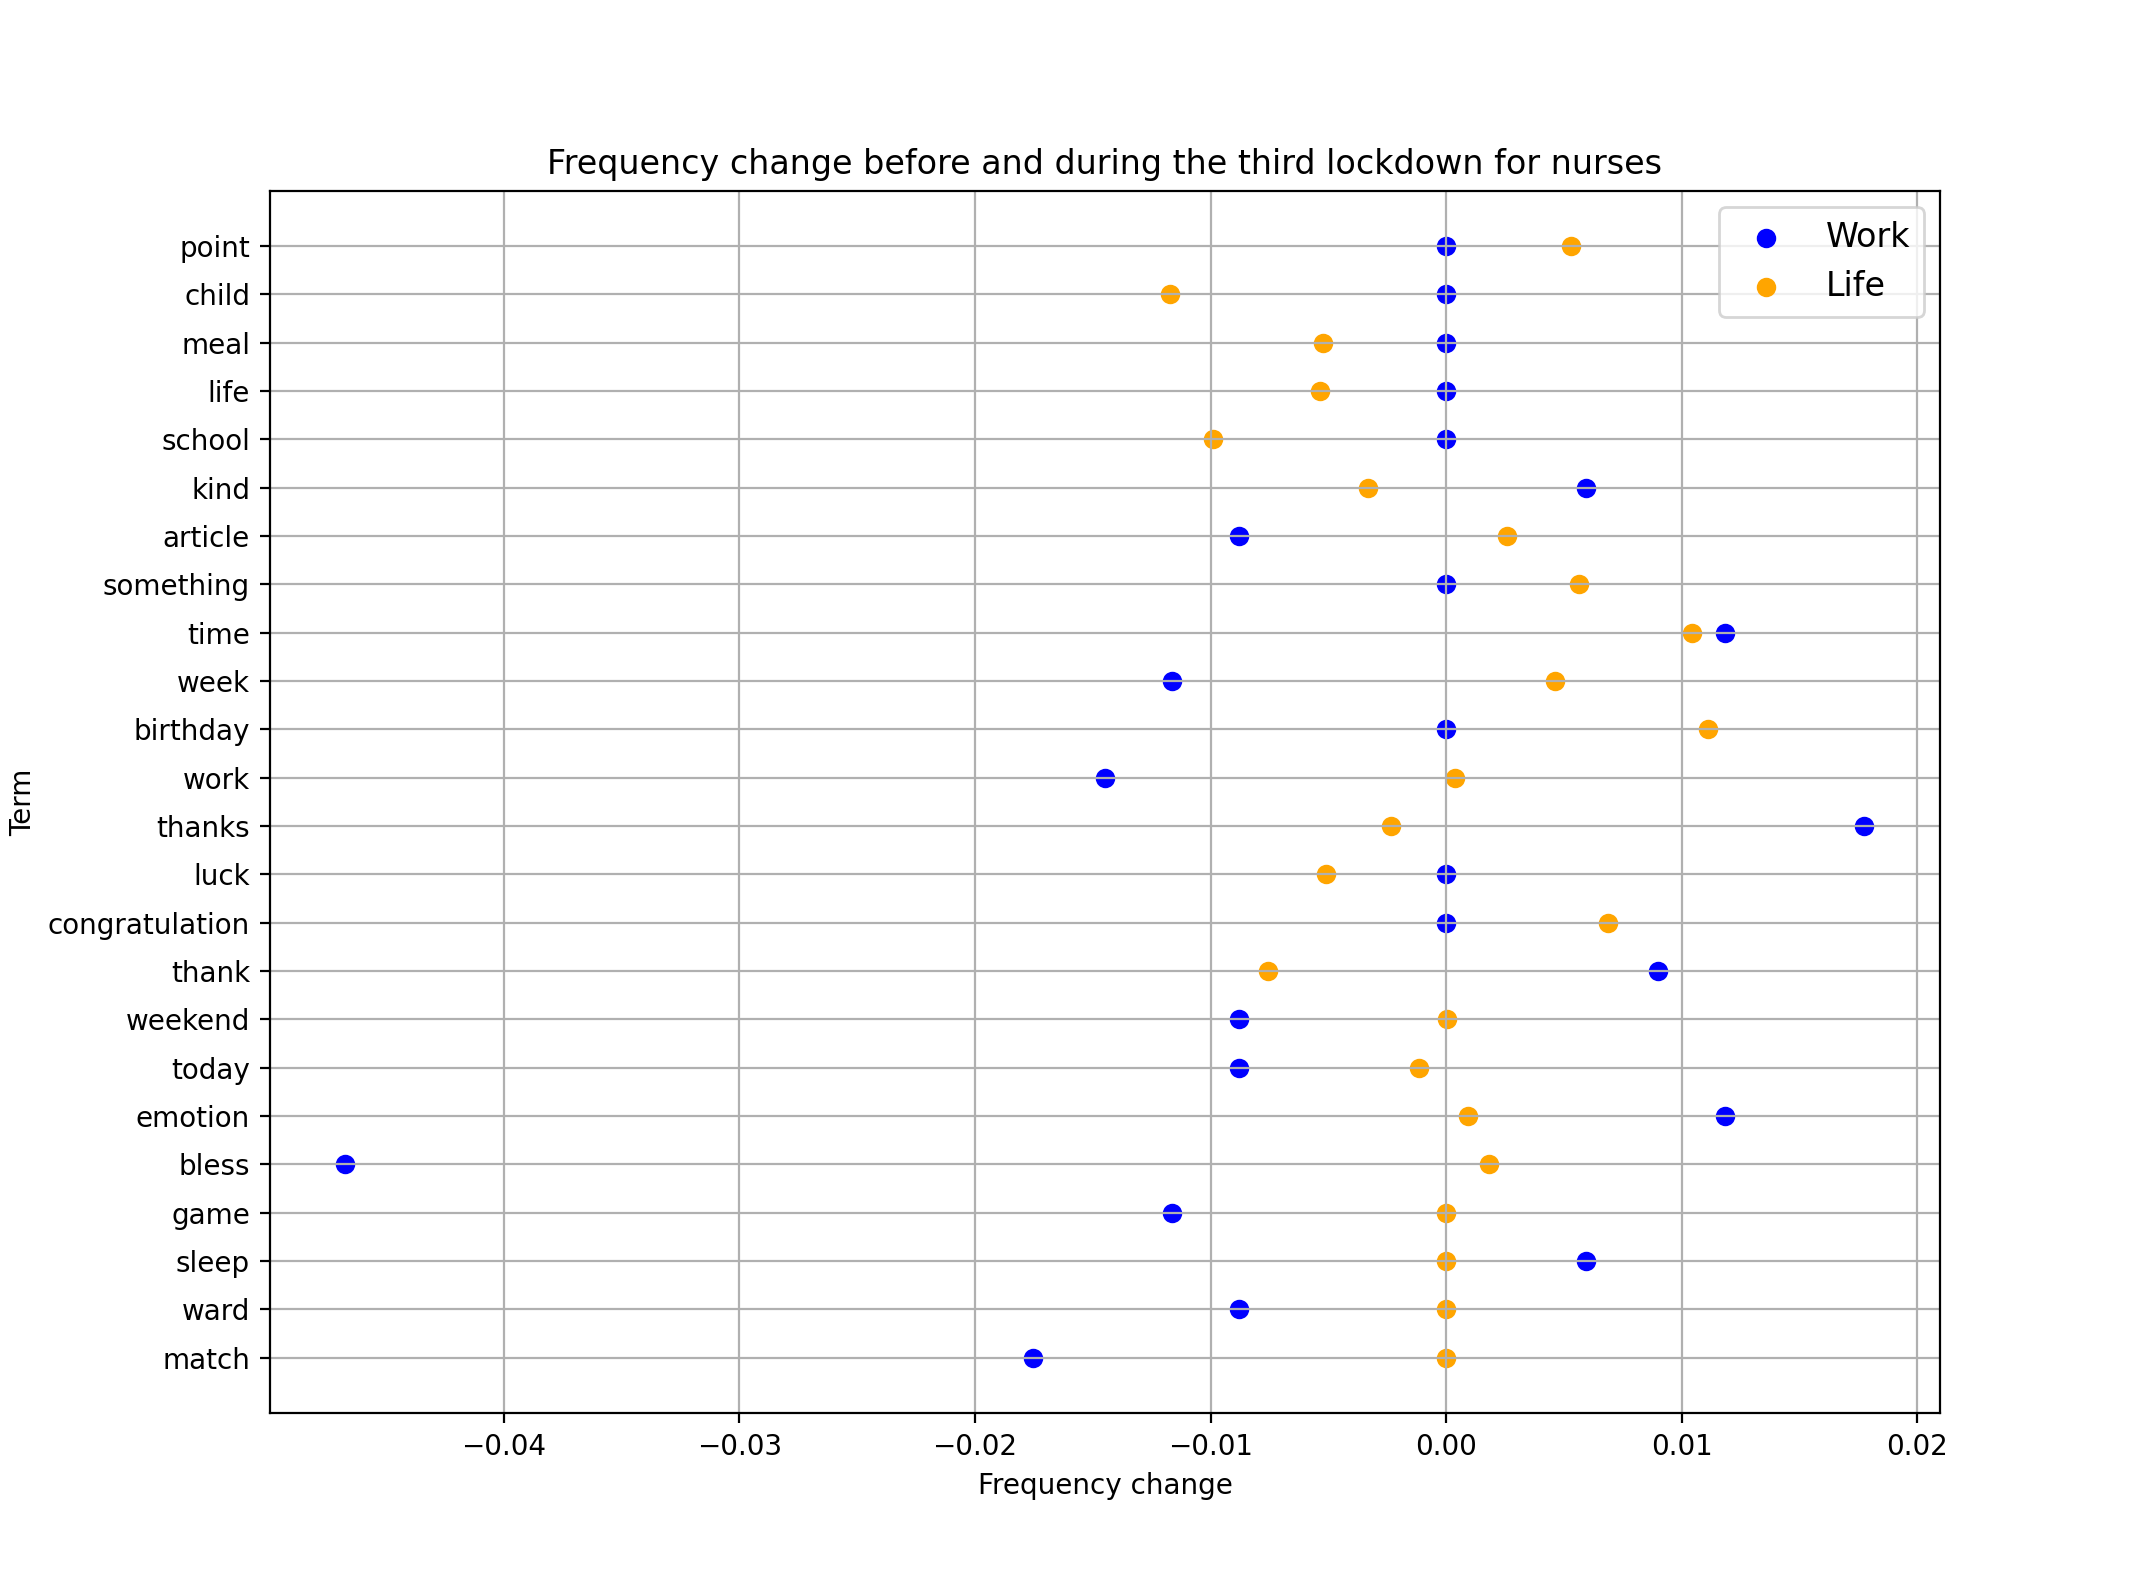 Frequency change before and during the third lockdown for nurses
Work
Life
point
child
meal
life
school
kind
article
something
time
week
birthday
work
thanks
luck
congratulation
thank
weekend
today
emotion
bless
game
sleep
ward
match
Term
−0.04 −0.03 −0.02 −0.01 0.00 0.01 0.02
Frequency change